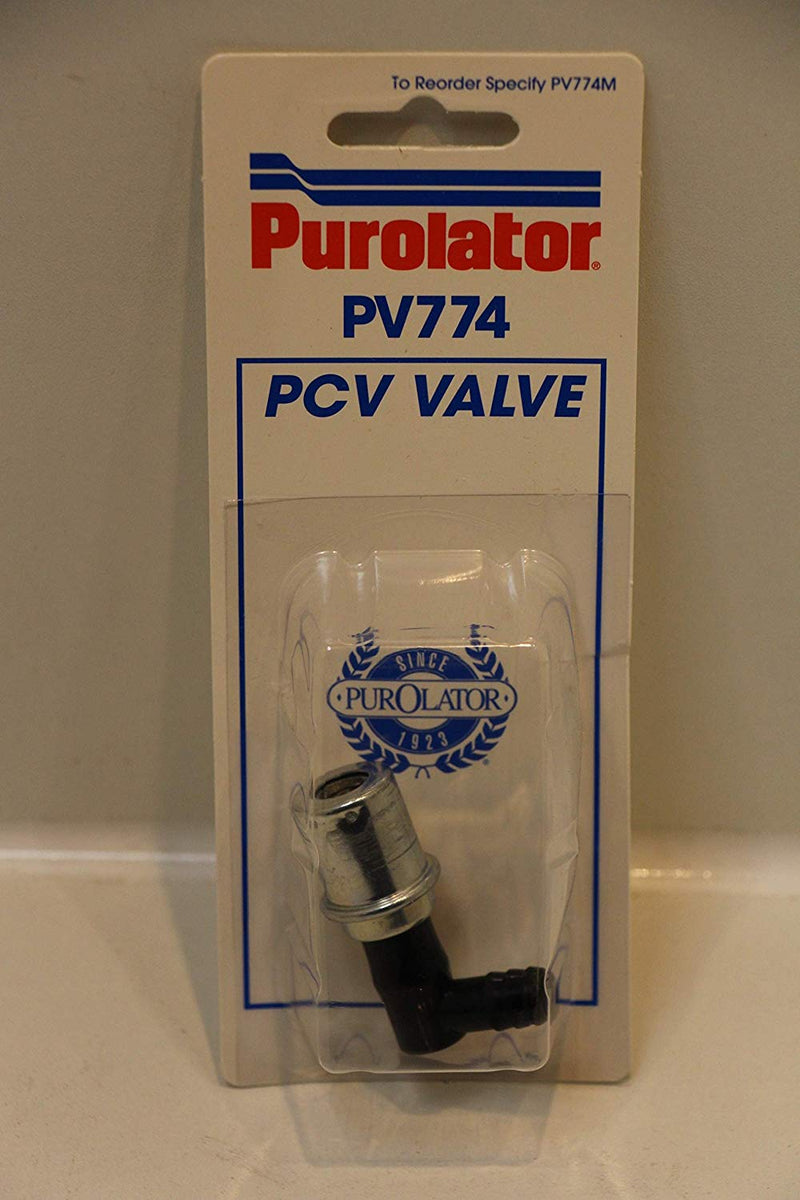 To Reorder Specify PV774M
Purolator®
PV774
PCV VALVE
SINCE
PUROLATOR
1923
®